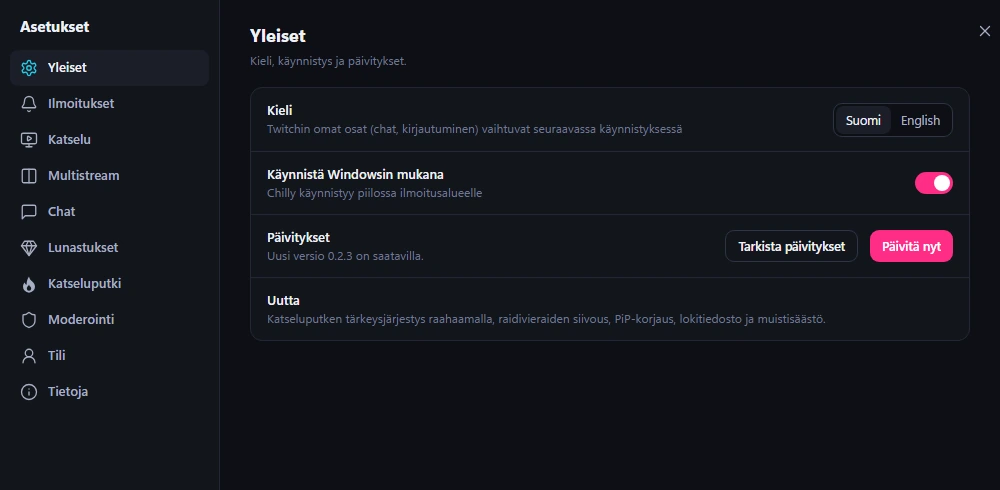 Asetukset
Yleiset
Ilmoitukset
Katselu
Multistream
Chat
Lunastukset
Katseluputki
Moderointi
Tili
Tietoja
Yleiset
Kieli, käynnistys ja päivitykset.
Kieli
Twitchin omat osat (chat, kirjautuminen) vaihtuvat seuraavassa käynnistyksessä
Suomi English
Käynnistä Windowsin mukana
Chilly käynnistyy piilossa ilmoitusalueelle
Päivitykset
Uusi versio 0.2.3 on saatavilla.
Tarkista päivitykset Päivitä nyt
Uutta
Katseluputken tärkeysjärjestys raahaamalla, raidivieraiden siivous, PiP-korjaus, lokitiedosto ja muistisäästö.